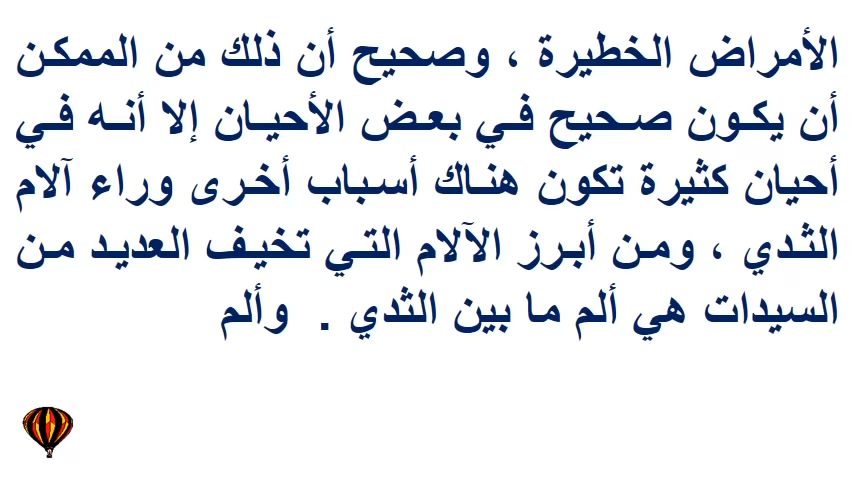 الأمراض الخطيرة ، وصحيح أن ذلك من الممكن
أن يكون صحيح في بعض الأحيان إلا أنه في
أحيان كثيرة تكون هناك أسباب أخرى وراء آلام
الثدي ، ومن أبرز الآلام التي تخيف العديد من
السيدات هي ألم ما بين الثدي . وألم